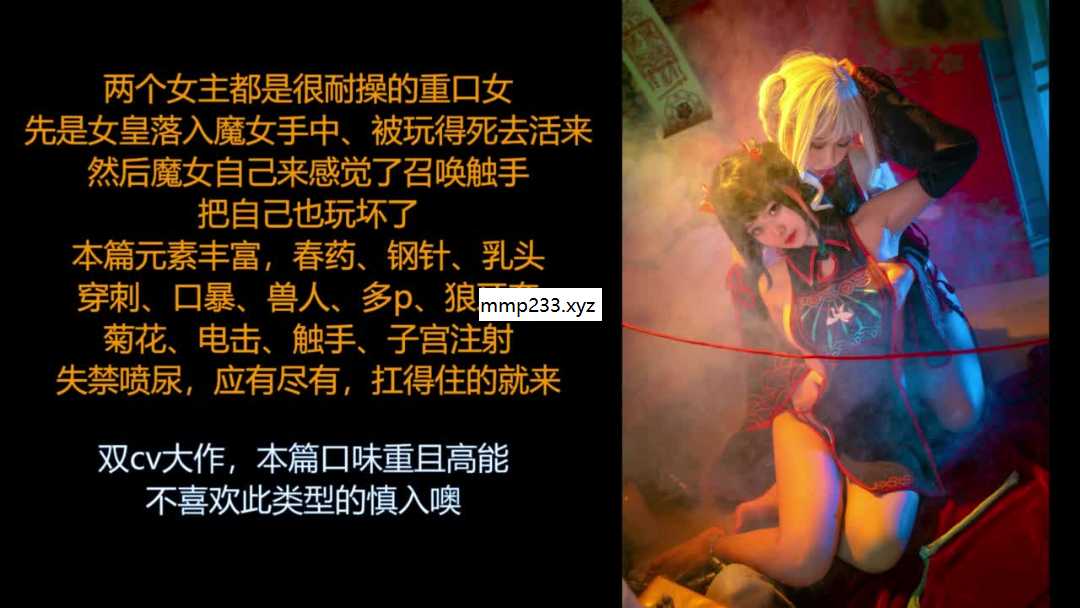 两个女主都是很耐操的重口女
先是女皇落入魔女手中、被玩得死去活来
然后魔女自己来感觉了召唤触手
把自己也玩坏了
本篇元素丰富，春药、钢针、乳头
穿刺、口暴、兽人、多p、狼
mmp233.xyz
菊花、电击、触手、子宫注射
失禁喷尿，应有尽有，扛得住的就来
双cv大作，本篇口味重且高能
不喜欢此类型的慎入噢